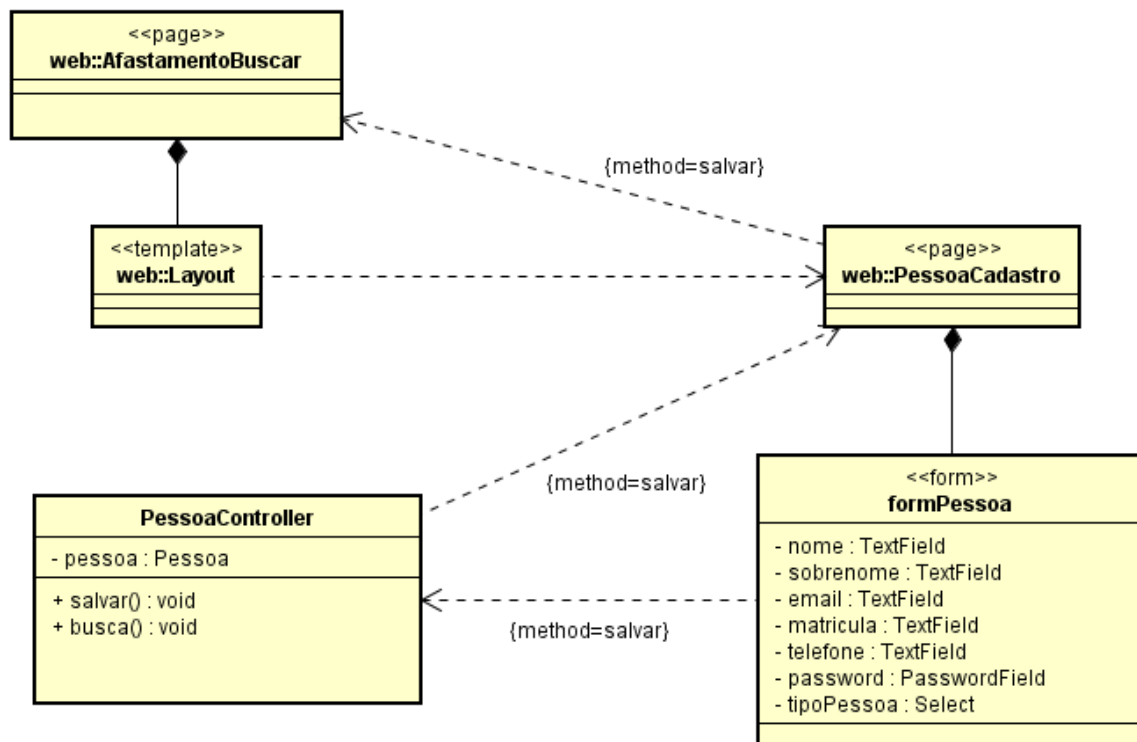 <<page>>
web::AfastamentoBuscar
{method=salvar}
<<template>>
web::Layout
<<page>>
web::PessoaCadastro
{method=salvar}
PessoaController
- pessoa : Pessoa
+ salvar() : void
+ busca() : void
{method=salvar}
<<form>>
formPessoa
- nome : TextField
- sobrenome : TextField
- email : TextField
- matricula : TextField
- telefone : TextField
- password : PasswordField
- tipoPessoa : Select